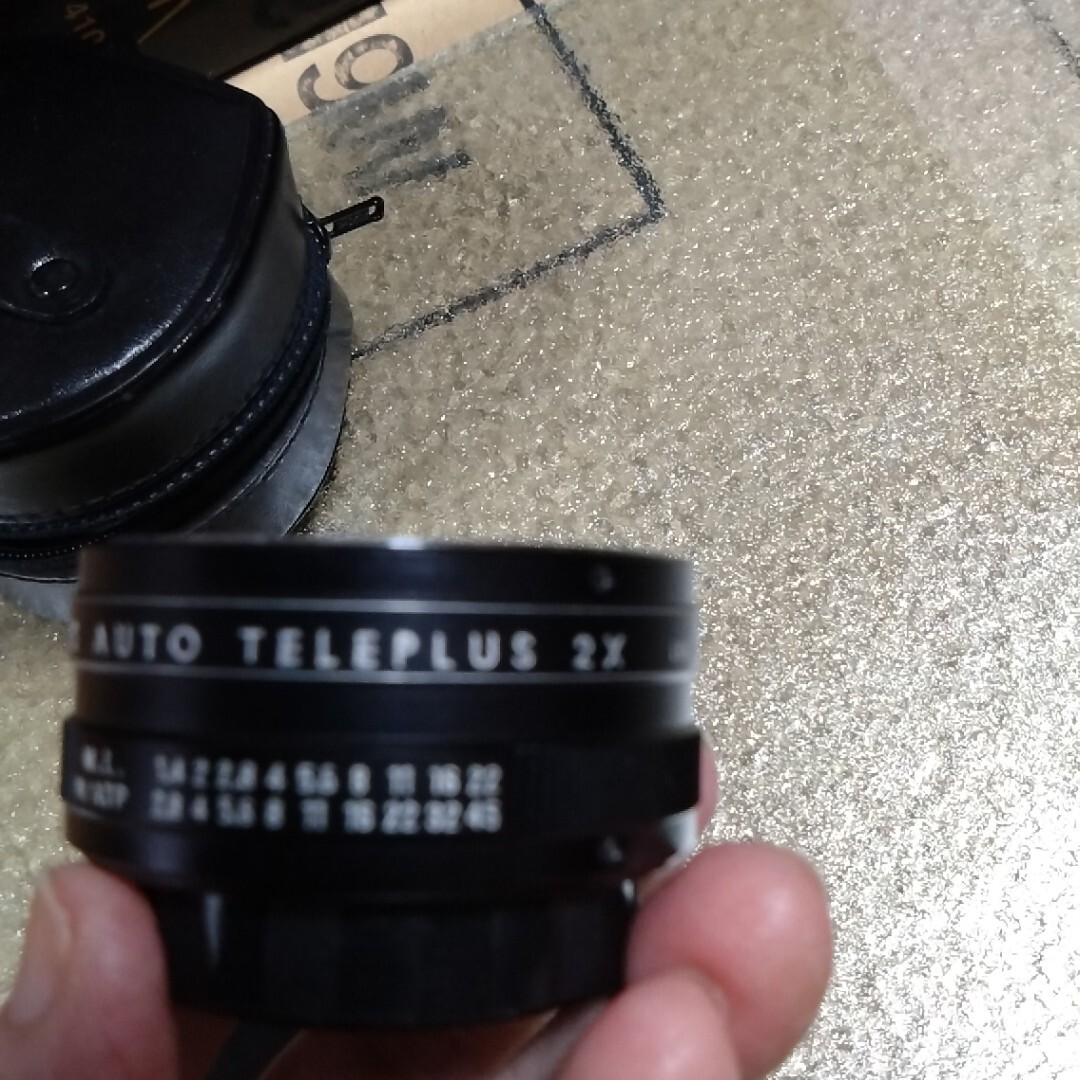 410
AUTO TELEPLUS 2X
M.L. 1.4 2 2.8 4 5.6 8 11 16 22
2.8 4 5.6 8 11 16 22 32 45